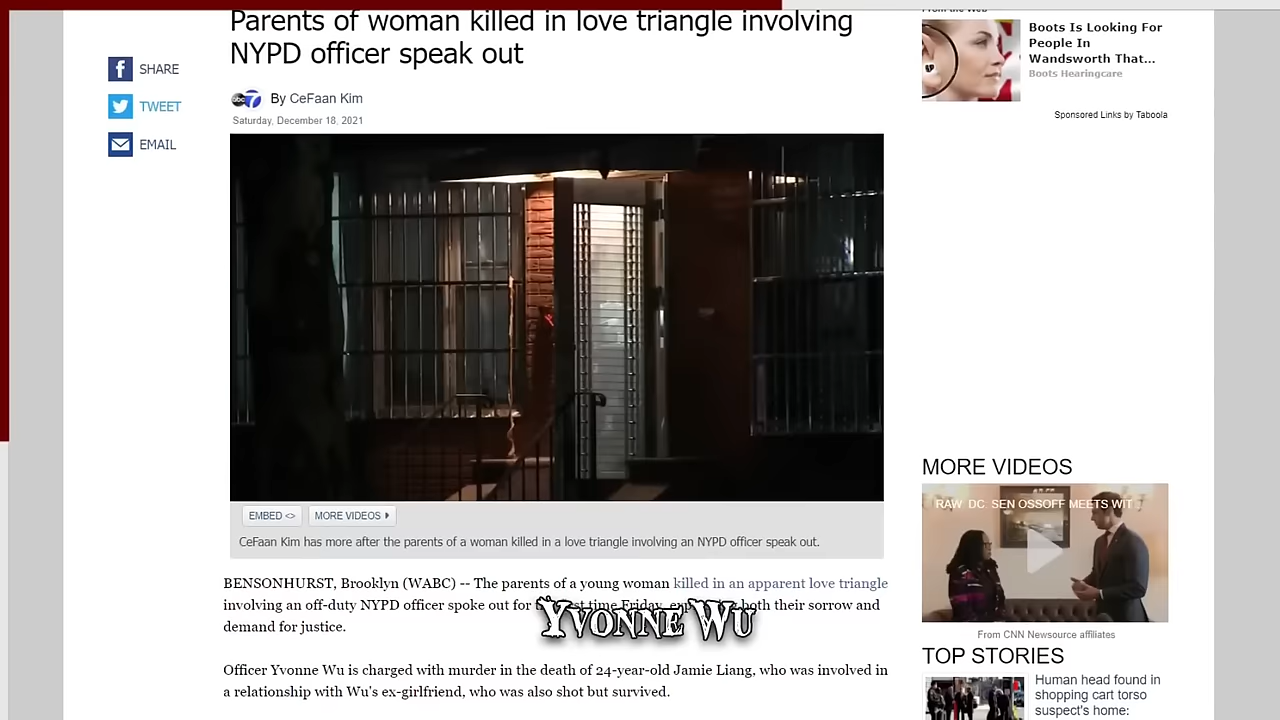 Parents of woman killed in love triangle involving
NYPD officer speak out
SHARE
TWEET
EMAIL
abc 7
By CeFaan Kim
Saturday, December 18, 2021
EMBED <>
MORE VIDEOS
CeFaan Kim has more after the parents of a woman killed in a love triangle involving an NYPD officer speak out.
BENSONHURST, Brooklyn (WABC) -- The parents of a young woman killed in an apparent love triangle
involving an off-duty NYPD officer spoke out for time Friday, both their sorrow and
demand for justice.
Yvonne Wu
Officer Yvonne Wu is charged with murder in the death of 24-year-old Jamie Liang, who was involved in
a relationship with Wu's ex-girlfriend, who was also shot but survived.
From the Web
Boots Is Looking For
People In
Wandsworth That...
Boots Hearingcare
Sponsored Links by Taboola
MORE VIDEOS
RAW DC SEN OSSOFF MEETS WIT
From CNN Newsource affiliates
TOP STORIES
Human head found in
shopping cart torso
suspect's home: